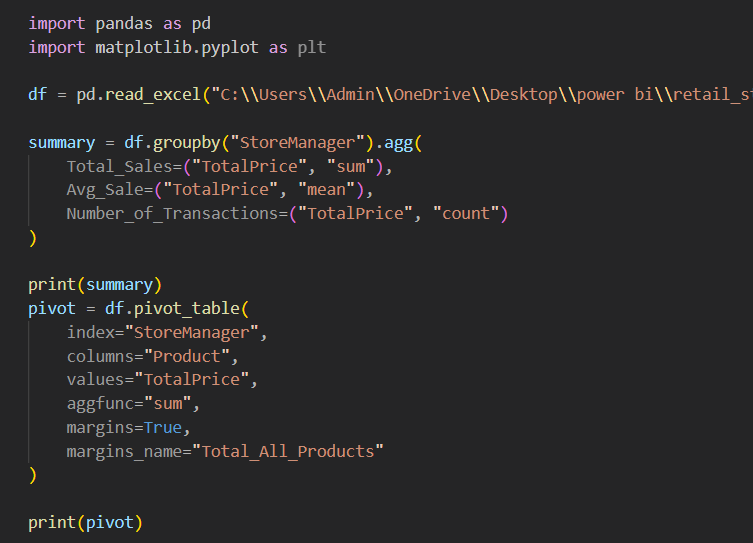 import pandas as pd
import matplotlib.pyplot as plt
df = pd.read_excel("C:\\Users\\Admin\\OneDrive\\Desktop\\power bi\\retail_st
summary = df.groupby("StoreManager").agg(
    Total_Sales=("TotalPrice", "sum"),
    Avg_Sale=("TotalPrice", "mean"),
    Number_of_Transactions=("TotalPrice", "count")
)
print(summary)
pivot = df.pivot_table(
    index="StoreManager",
    columns="Product",
    values="TotalPrice",
    aggfunc="sum",
    margins=True,
    margins_name="Total_All_Products"
)
print(pivot)